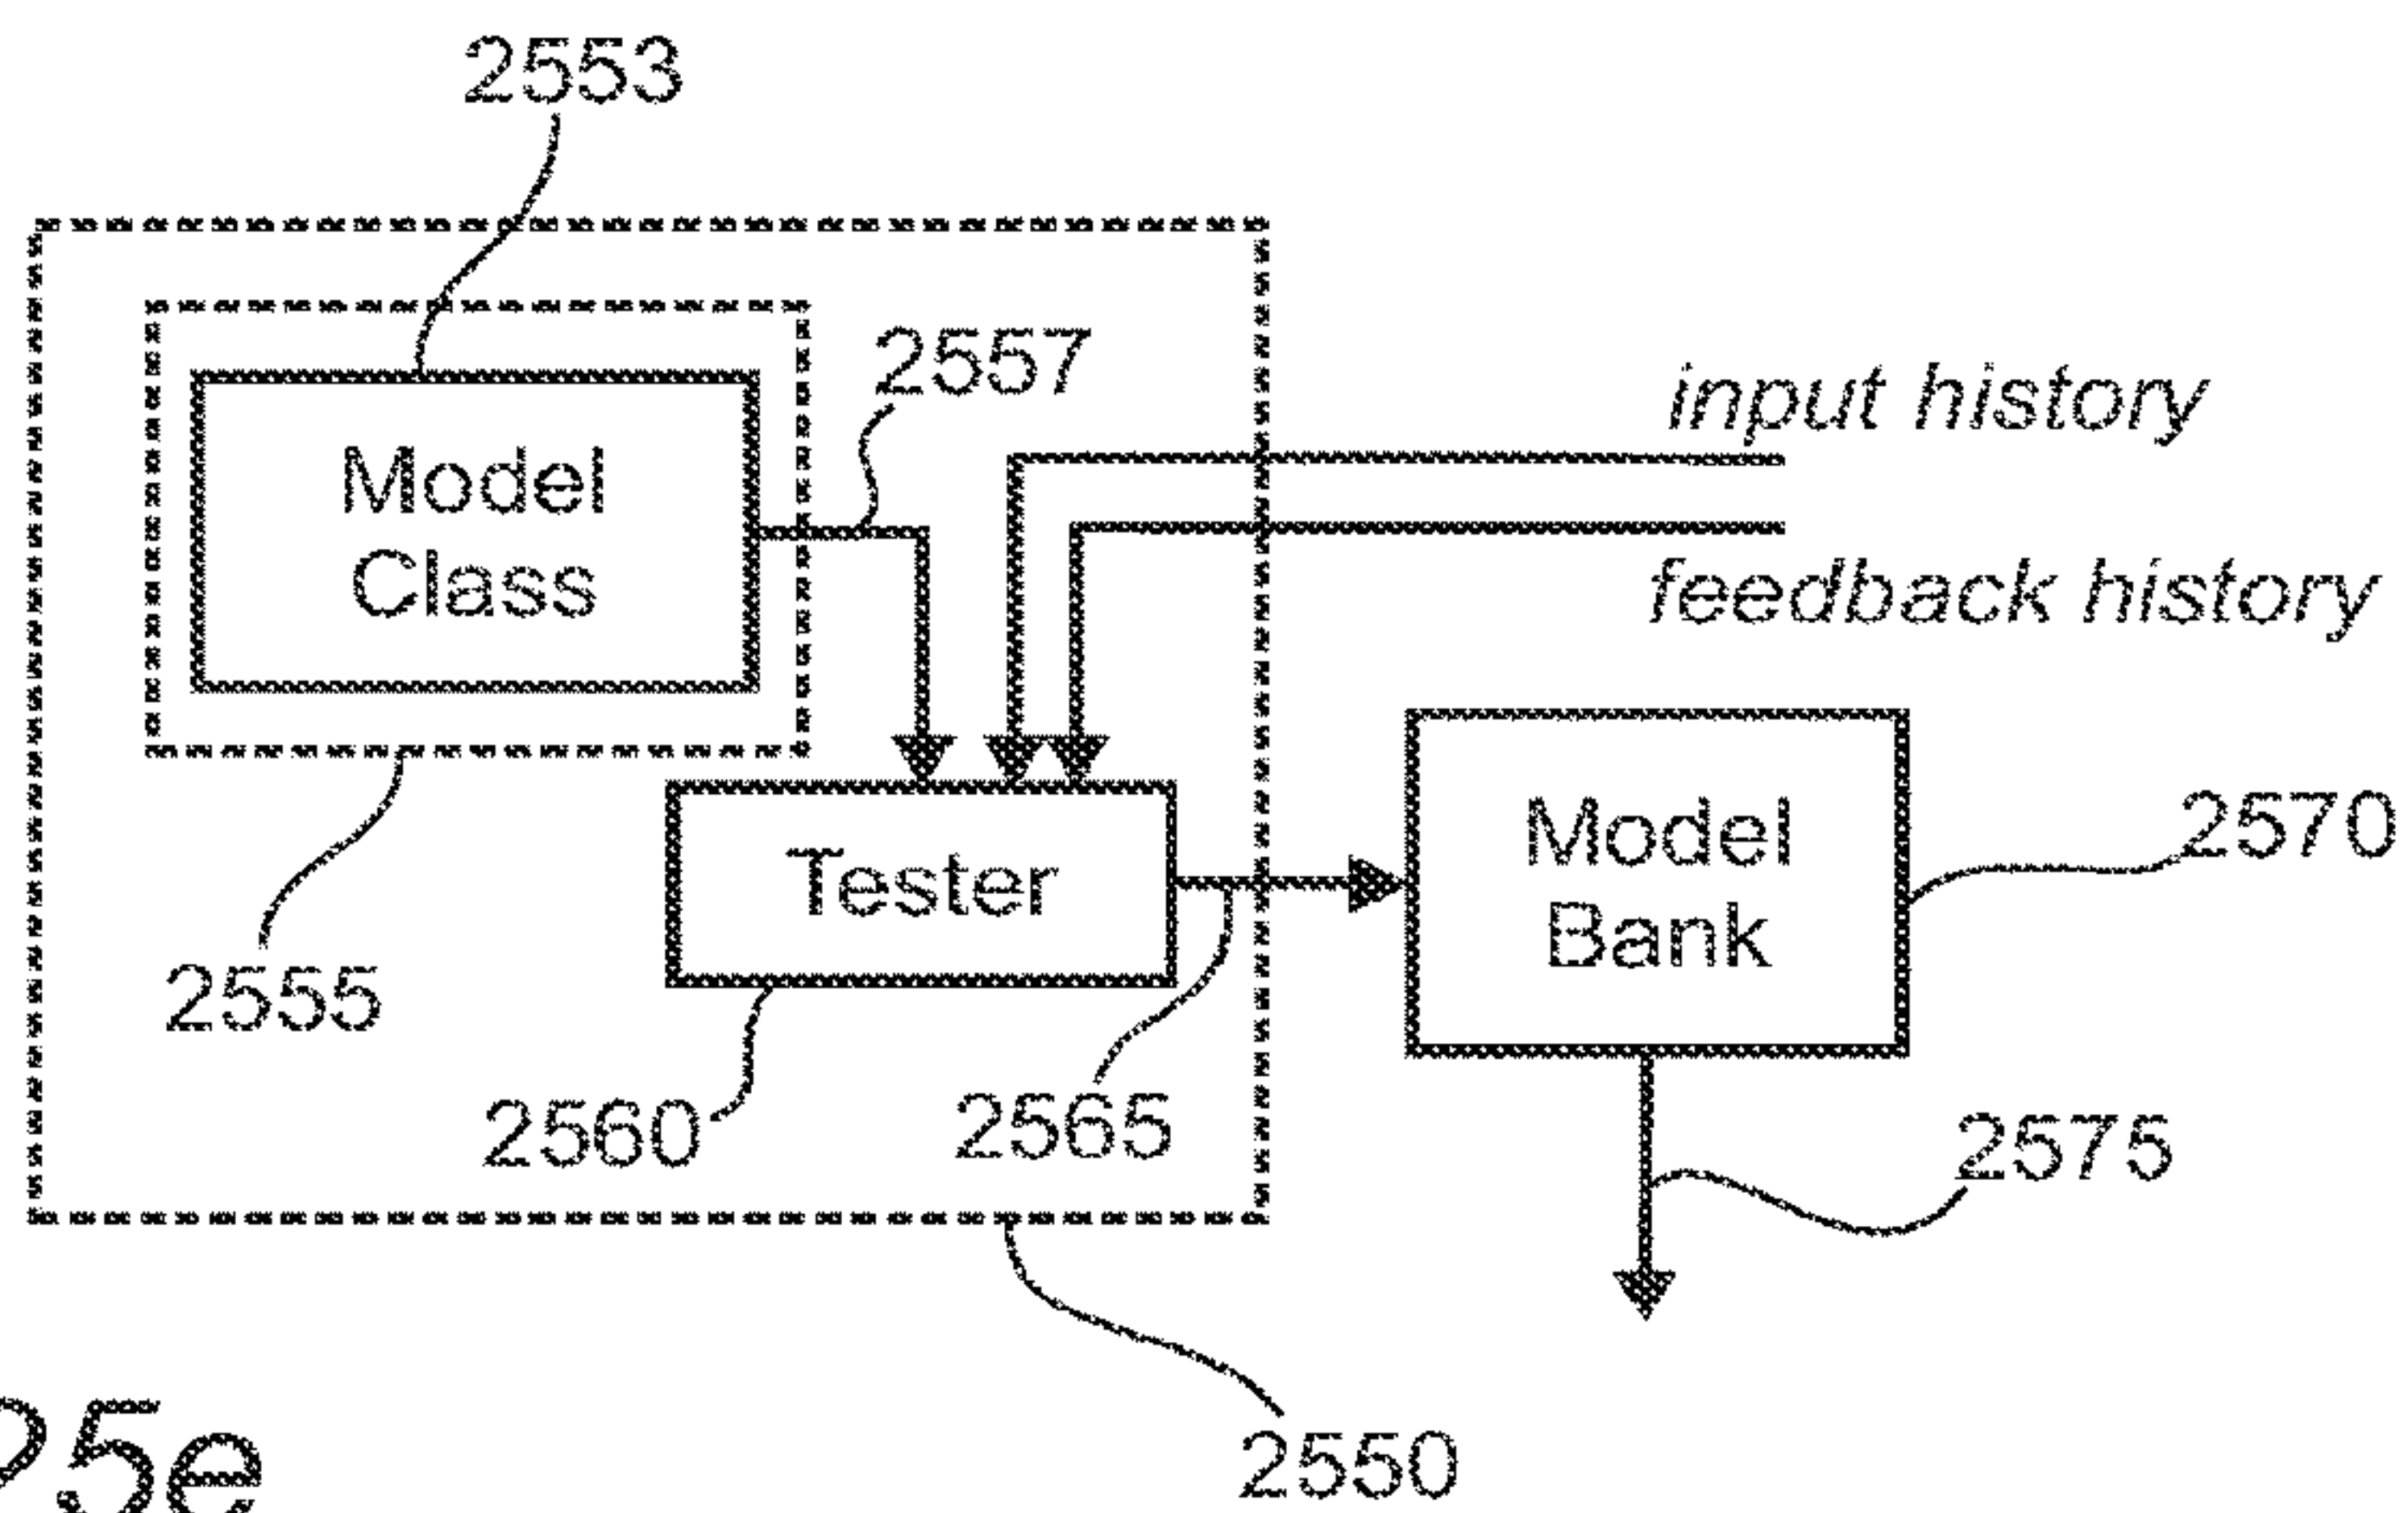 2553
2557
input history
Model
Class
feedback history
Model
Bank
2570
Tester
2555
2560
2565
2575
2550
25e